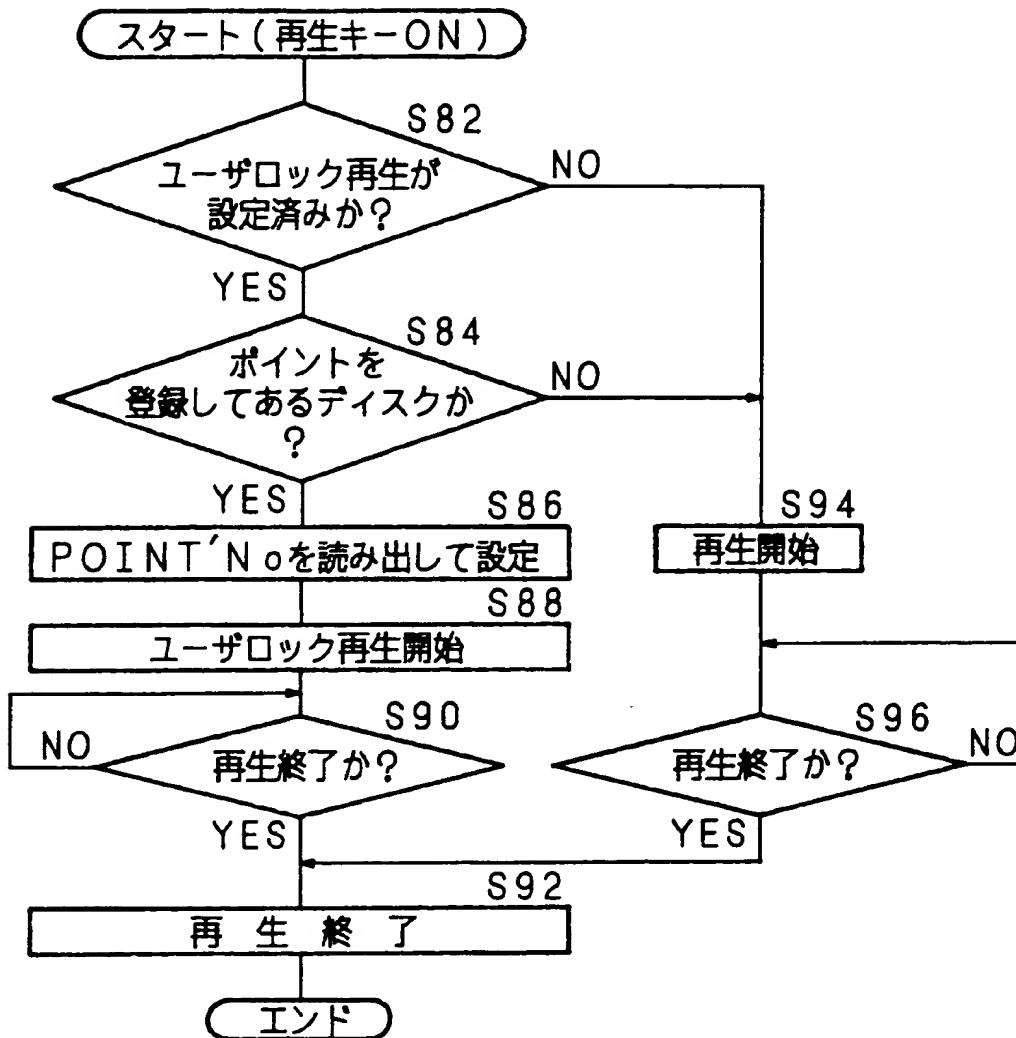 スタート(再生キーON)
S82
ユーザロック再生が
設定済みか?
NO
YES
S84
ポイントを
登録してあるディスクか
?
NO
YES
S86
POINT'Noを読み出して設定
S94
再生開始
S88
ユーザロック再生開始
S90
再生終了か?
NO
YES
S96
再生終了か?
NO
YES
S92
再生終了
エンド